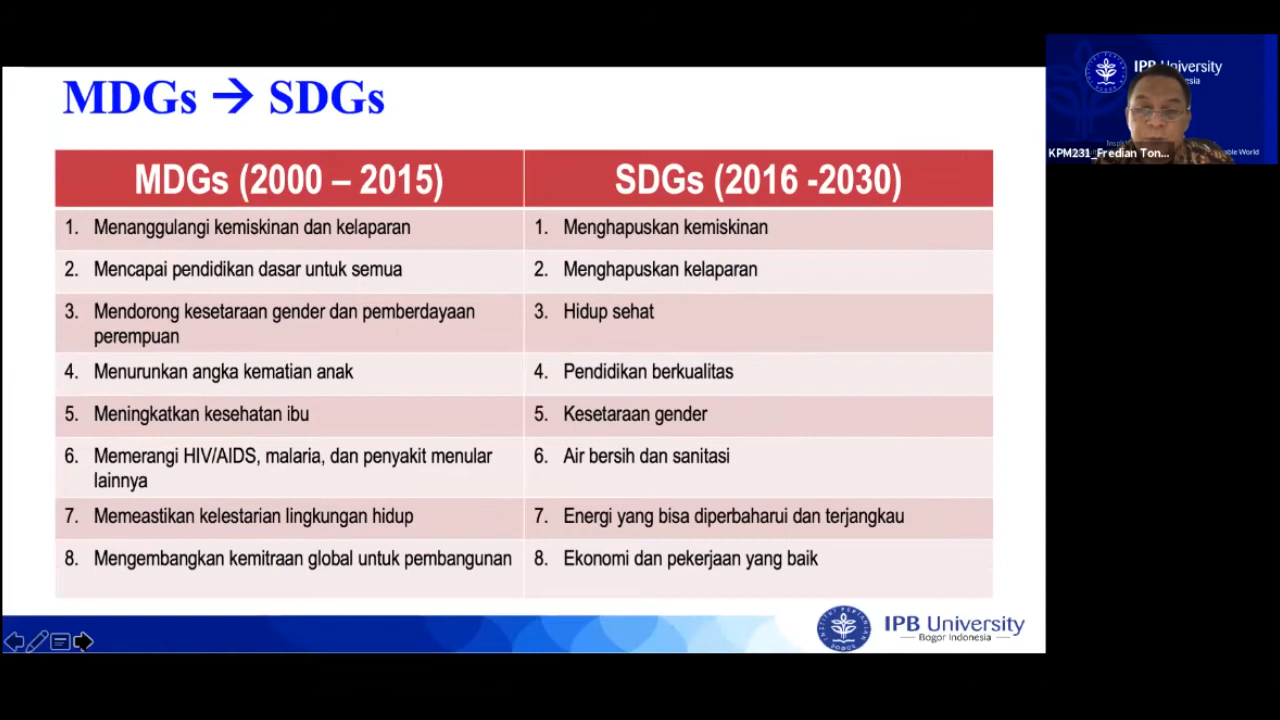 MDGs → SDGs
MDGs (2000 – 2015)
SDGs (2016 -2030)
1. Menanggulangi kemiskinan dan kelaparan
1. Menghapuskan kemiskinan
2. Mencapai pendidikan dasar untuk semua
2. Menghapuskan kelaparan
3. Mendorong kesetaraan gender dan pemberdayaan
perempuan
3. Hidup sehat
4. Menurunkan angka kematian anak
4. Pendidikan berkualitas
5. Meningkatkan kesehatan ibu
5. Kesetaraan gender
6. Memerangi HIV/AIDS, malaria, dan penyakit menular
lainnya
6. Air bersih dan sanitasi
7. Memeastikan kelestarian lingkungan hidup
7. Energi yang bisa diperbaharui dan terjangkau
8. Mengembangkan kemitraan global untuk pembangunan
8. Ekonomi dan pekerjaan yang baik
IPB University
Bogor Indonesia
IPB University
KPM231_Fredian Ton...
World